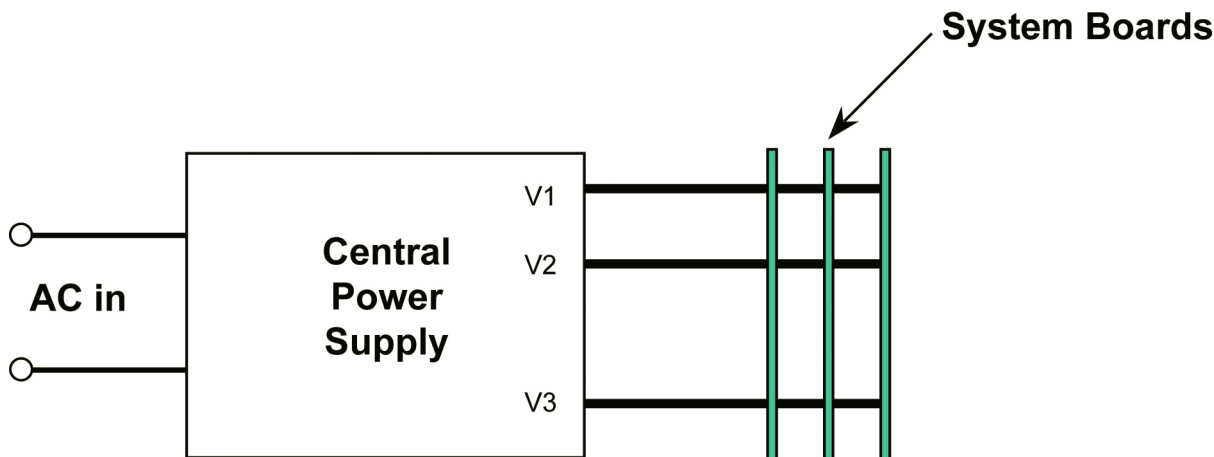 System Boards
V1
Central
Power
Supply
V2
AC in
V3